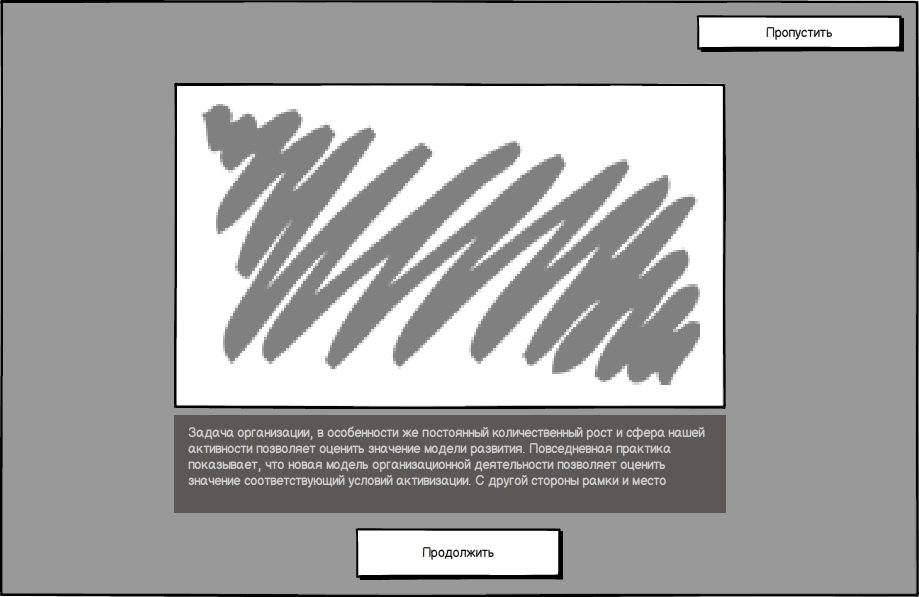 Пропустить
Задача организации, в особенности же постоянный количественный рост и сфера нашей
активности позволяет оценить значение модели развития. Повседневная практика
показывает, что новая модель организационной деятельности позволяет оценить
значение соответствующий условий активизации. С другой стороны рамки и место
Продолжить